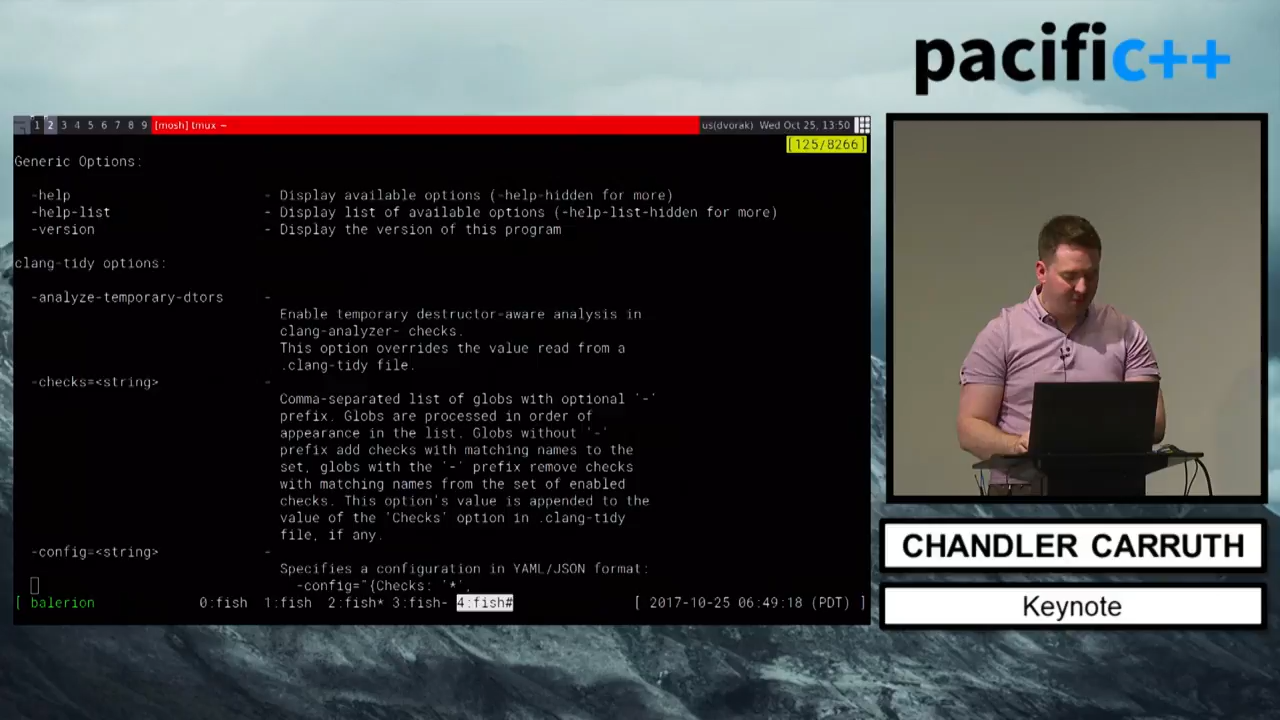 pacific++
1 2 3 4 5 6 7 8 9 [mosh] tmux ~ us(dvorak) Wed Oct 25, 13:50
[125/8266]
Generic Options:
-help - Display available options (-help-hidden for more)
-help-list - Display list of available options (-help-list-hidden for more)
-version - Display the version of this program
clang-tidy options:
-analyze-temporary-dtors -
Enable temporary destructor-aware analysis in
clang-analyzer- checks.
This option overrides the value read from a
.clang-tidy file.
-checks=<string> -
Comma-separated list of globs with optional '-'
prefix. Globs are processed in order of
appearance in the list. Globs without '-'
prefix add checks with matching names to the
set, globs with the '-' prefix remove checks
with matching names from the set of enabled
checks. This option's value is appended to the
value of the 'Checks' option in .clang-tidy
file, if any.
-config=<string> -
Specifies a configuration in YAML/JSON format:
-config="{Checks: '*',
[ balerion 0:fish 1:fish 2:fish* 3:fish- 4:fish# [ 2017-10-25 06:49:18 (PDT) ]
CHANDLER CARRUTH
Keynote